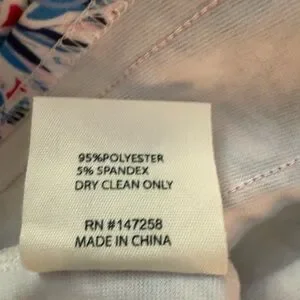 95%POLYESTER
5% SPANDEX
DRY CLEAN ONLY
RN #147258
MADE IN CHINA